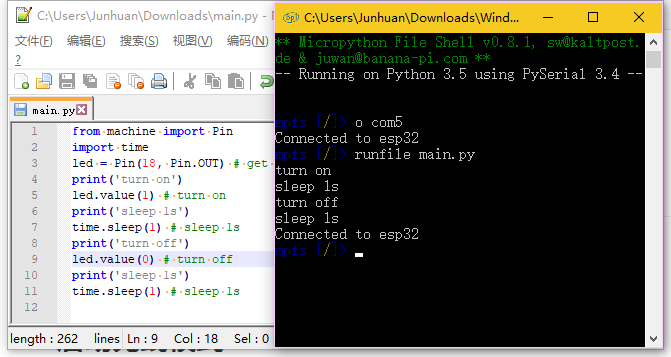 C:\Users\Junhuan\Downloads\main.py - N
文件(F) 编辑(E) 搜索(S) 视图(V) 编码(N)
?
main.py
1 from machine import Pin
2 import time
3 led = Pin(18, Pin.OUT) # get
4 print('turn on')
5 led.value(1) # turn on
6 print('sleep 1s')
7 time.sleep(1) # sleep 1s
8 print('turn off')
9 led.value(0) # turn off
10 print('sleep 1s')
11 time.sleep(1) # sleep 1s
12
length : 262 lines Ln : 9 Col : 18 Sel : 0
C:\Users\Junhuan\Downloads\Wind...
** Micropython File Shell v0.8.1, sw@kaltpost.
de & juwan@banana-pi.com **
-- Running on Python 3.5 using PySerial 3.4 --
mpfs [/]> o com5
Connected to esp32
mpfs [/]> runfile main.py
turn on
sleep 1s
turn off
sleep 1s
Connected to esp32
mpfs [/]>